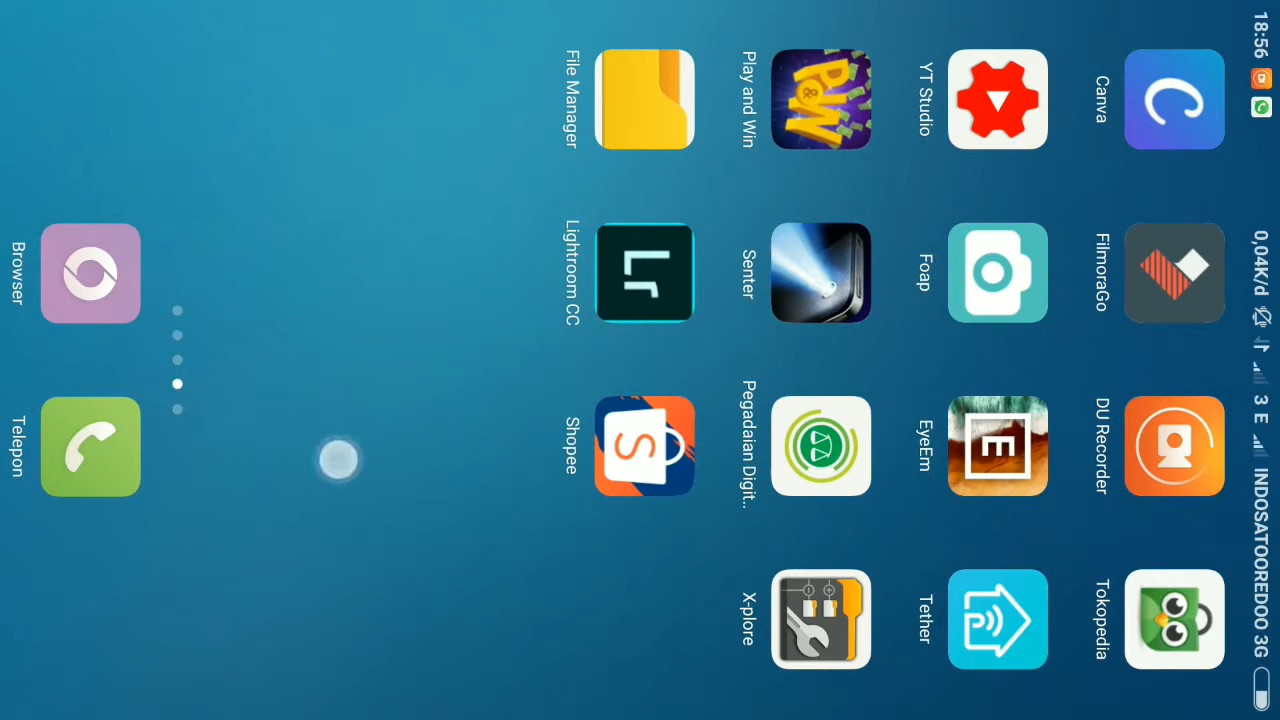 18:56
0,04K/d
3 E
INDOSATOOREDOO 3G
Canva
FilmoraGo
DU Recorder
Tokopedia
YT Studio
Foap
E
EyeEm
Tether
P&W
Play and Win
Senter
Pegadaian Digit..
X-plore
File Manager
Lr
Lightroom CC
S
Shopee
Browser
Telepon